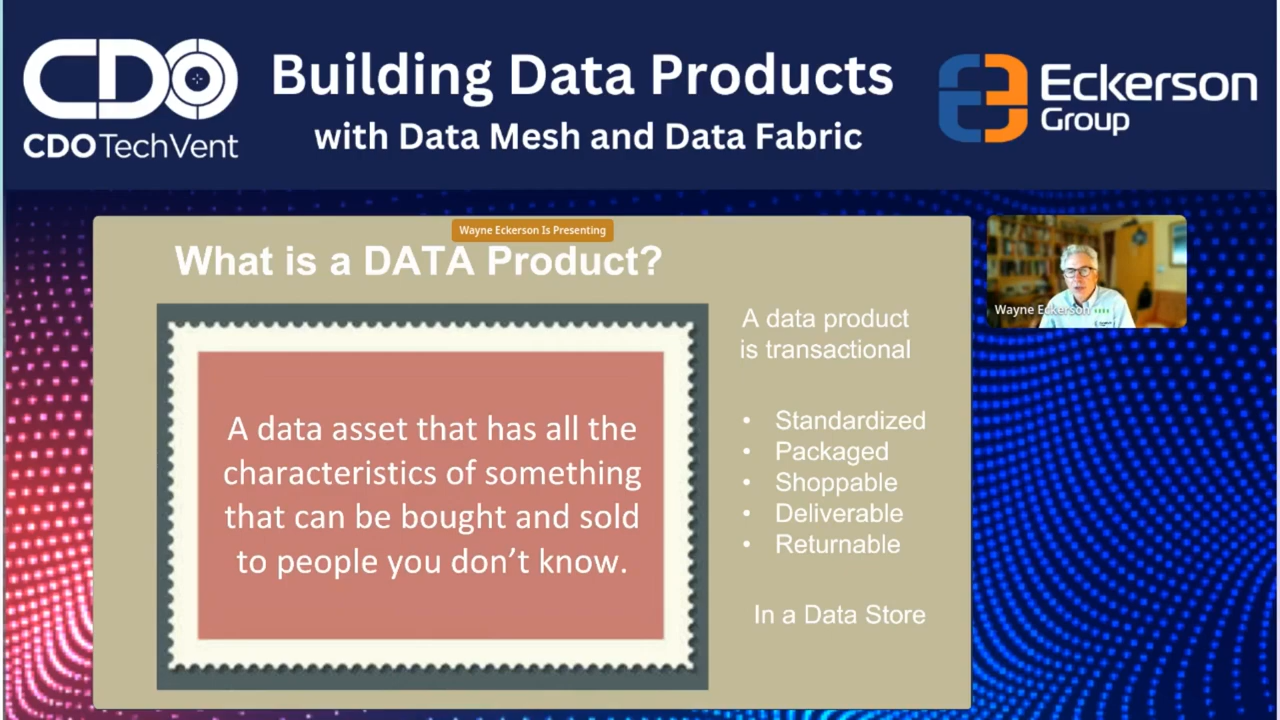 CDO
CDO TechVent
Building Data Products
with Data Mesh and Data Fabric
Eckerson
Group
Wayne Eckerson Is Presenting
What is a DATA Product?
A data asset that has all the
characteristics of something
that can be bought and sold
to people you don't know.
A data product
is transactional
• Standardized
• Packaged
• Shoppable
• Deliverable
• Returnable
In a Data Store
Wayne Eckerson